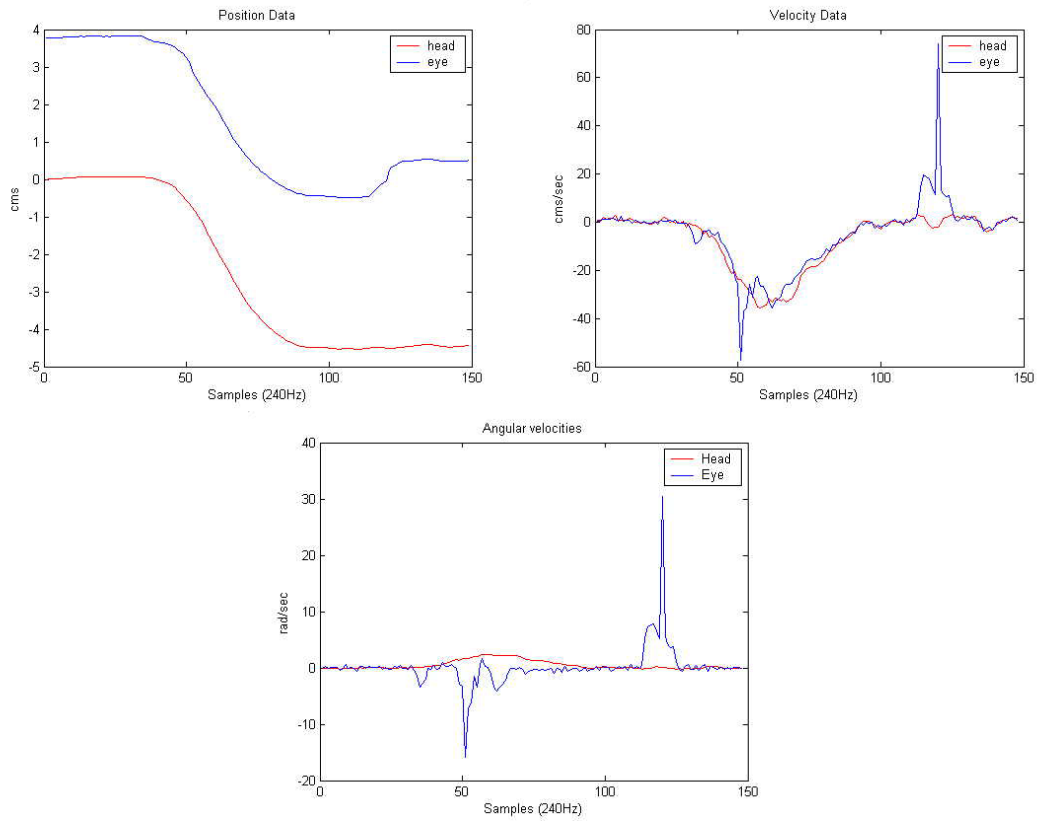 Position Data
4
3
2
1
0
-1
-2
-3
-4
-5
cms
head
eye
0
50
100
150
Samples (240Hz)
Velocity Data
80
60
40
20
0
-20
-40
-60
cms/sec
head
eye
0
50
100
150
Samples (240Hz)
Angular velocities
40
30
20
10
0
-10
-20
rad/sec
Head
Eye
0
50
100
150
Samples (240Hz)